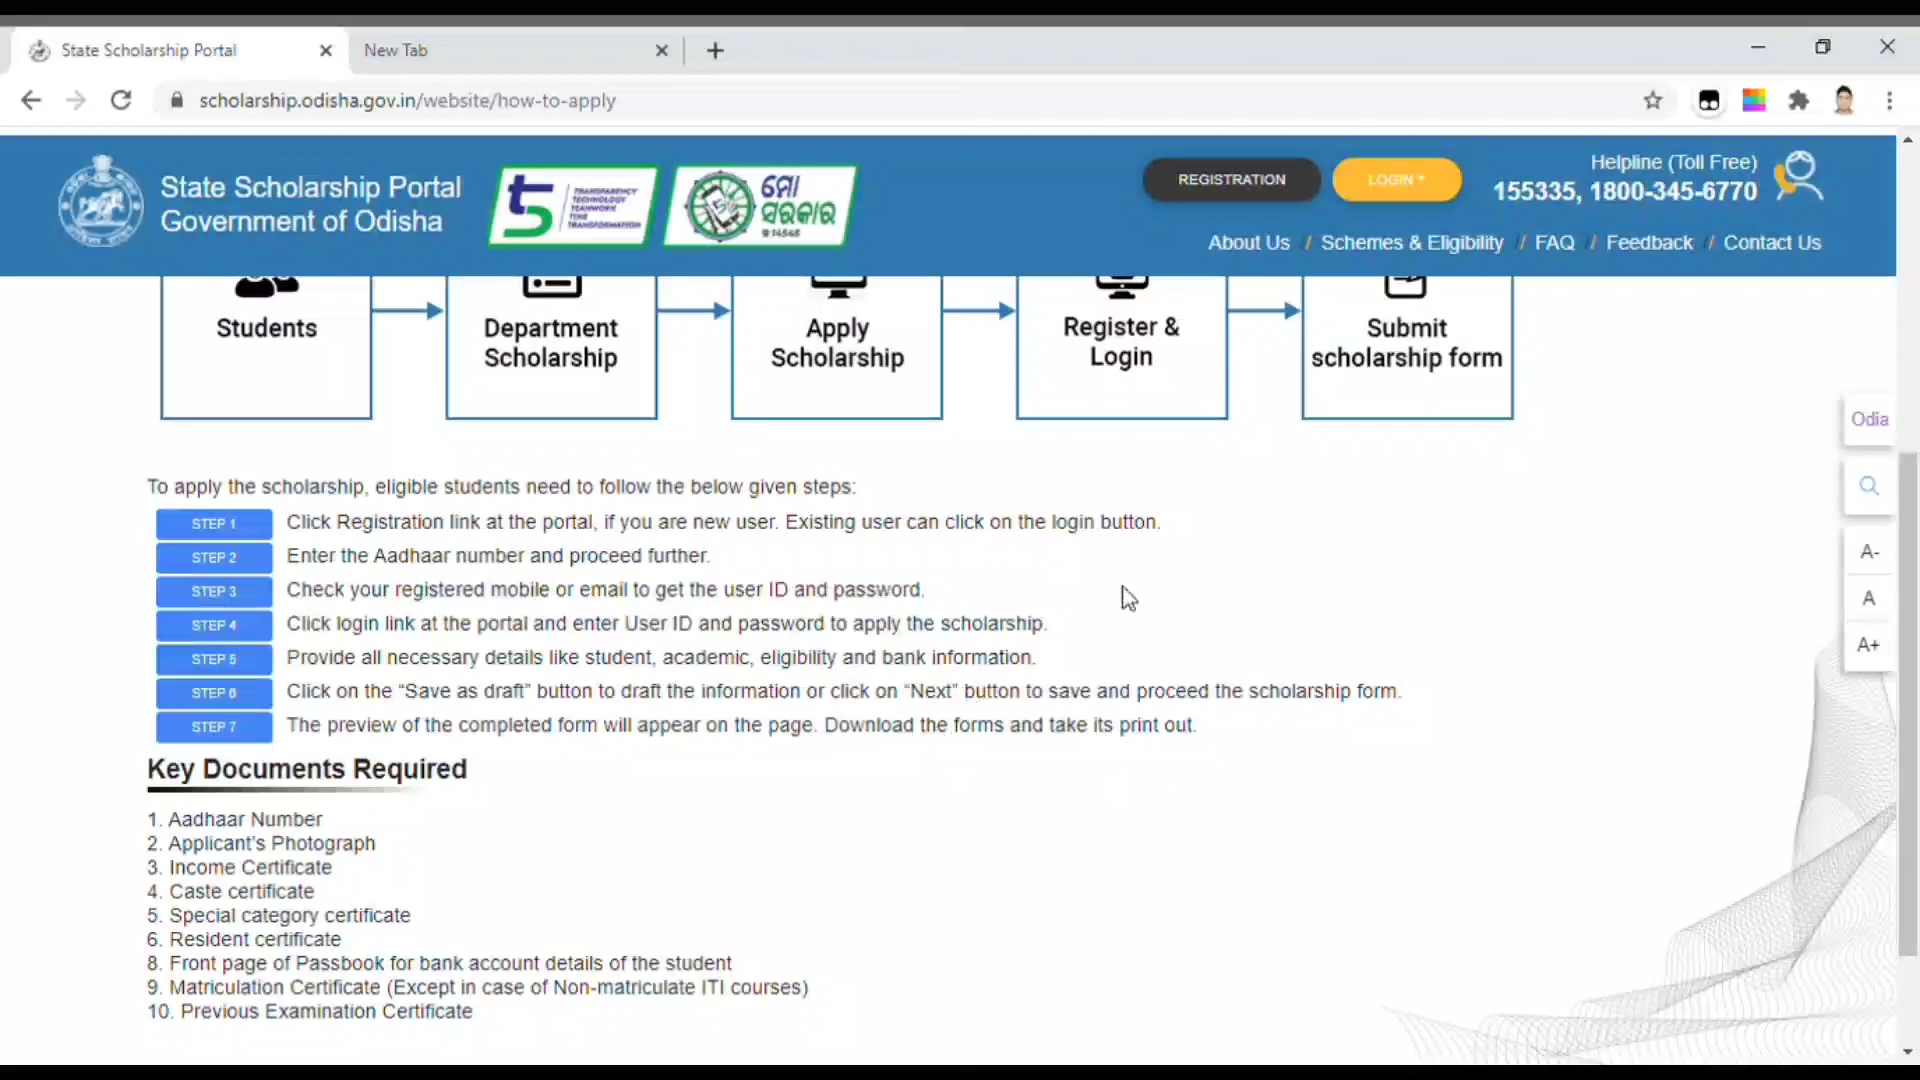 State Scholarship Portal
New Tab
scholarship.odisha.gov.in/website/how-to-apply
State Scholarship Portal
Government of Odisha
t5
TRANSPARENCY
TECHNOLOGY
TEAMWORK
TIME
TRANSFORMATION
ମୋ
ସରକାର
14545
REGISTRATION
LOGIN
Helpline (Toll Free)
155335, 1800-345-6770
About Us / Schemes & Eligibility / FAQ / Feedback / Contact Us
Students
Department
Scholarship
Apply
Scholarship
Register &
Login
Submit
scholarship form
Odia
A-
A
A+
To apply the scholarship, eligible students need to follow the below given steps:
STEP 1 Click Registration link at the portal, if you are new user. Existing user can click on the login button.
STEP 2 Enter the Aadhaar number and proceed further.
STEP 3 Check your registered mobile or email to get the user ID and password.
STEP 4 Click login link at the portal and enter User ID and password to apply the scholarship.
STEP 5 Provide all necessary details like student, academic, eligibility and bank information.
STEP 6 Click on the “Save as draft” button to draft the information or click on “Next” button to save and proceed the scholarship form.
STEP 7 The preview of the completed form will appear on the page. Download the forms and take its print out.
Key Documents Required
1. Aadhaar Number
2. Applicant's Photograph
3. Income Certificate
4. Caste certificate
5. Special category certificate
6. Resident certificate
8. Front page of Passbook for bank account details of the student
9. Matriculation Certificate (Except in case of Non-matriculate ITI courses)
10. Previous Examination Certificate